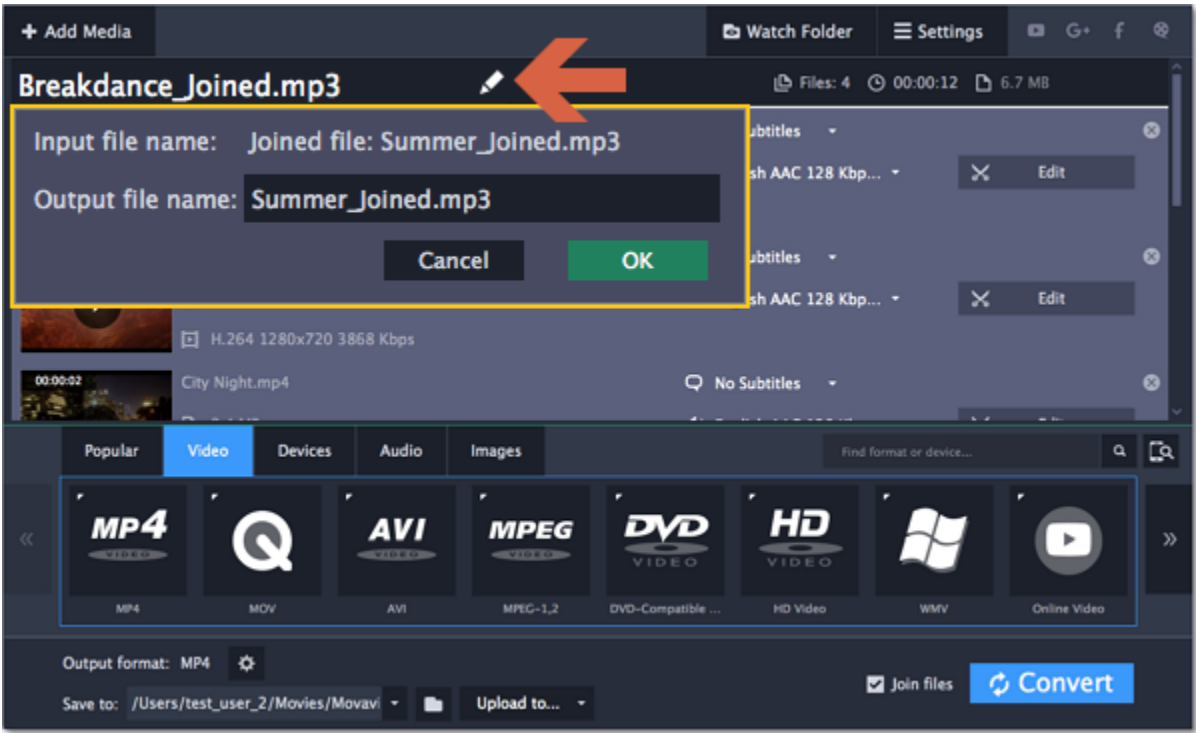 + Add Media
Watch Folder
Settings
G+ f
Breakdance_Joined.mp3
Files: 4 00:00:12 6.7 MB
Input file name: Joined file: Summer_Joined.mp3
Output file name: Summer_Joined.mp3
Cancel OK
ubtitles
sh AAC 128 Kbp...
Edit
ubtitles
sh AAC 128 Kbp...
Edit
H.264 1280x720 3868 Kbps
00:00:02
City Night.mp4
No Subtitles
Popular Video Devices Audio Images
Find format or device...
MP4 VIDEO
AVI VIDEO
MPEG VIDEO
DVD VIDEO
HD VIDEO
MP4 MOV AVI MPEG-1,2 DVD-Compatible ... HD Video WMV Online Video
Output format: MP4
Save to: /Users/test_user_2/Movies/Movavi
Upload to...
Join files
Convert